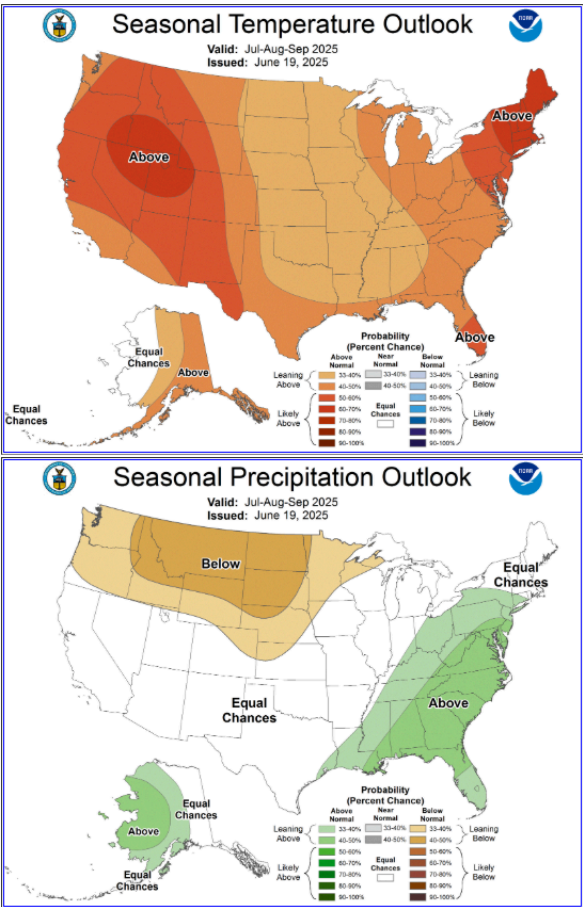 Seasonal Temperature Outlook
Valid: Jul-Aug-Sep 2025
Issued: June 19, 2025
NOAA
Above
Above
Above
Equal
Chances
Above
Equal
Chances
Probability
(Percent Chance)
Above
Normal
Near
Normal
Below
Normal
Leaning
Above
33-40%
40-50%
33-40%
40-50%
33-40%
40-50%
Leaning
Below
Likely
Above
50-60%
60-70%
70-80%
80-90%
90-100%
Equal
Chances
50-60%
60-70%
70-80%
80-90%
90-100%
Likely
Below
Seasonal Precipitation Outlook
Valid: Jul-Aug-Sep 2025
Issued: June 19, 2025
NOAA
Below
Equal
Chances
Equal
Chances
Above
Above
Equal
Chances
Equal
Chances
Probability
(Percent Chance)
Above
Normal
Near
Normal
Below
Normal
Leaning
Above
33-40%
40-50%
33-40%
40-50%
33-40%
40-50%
Leaning
Below
Likely
Above
50-60%
60-70%
70-80%
80-90%
90-100%
Equal
Chances
50-60%
60-70%
70-80%
80-90%
90-100%
Likely
Below